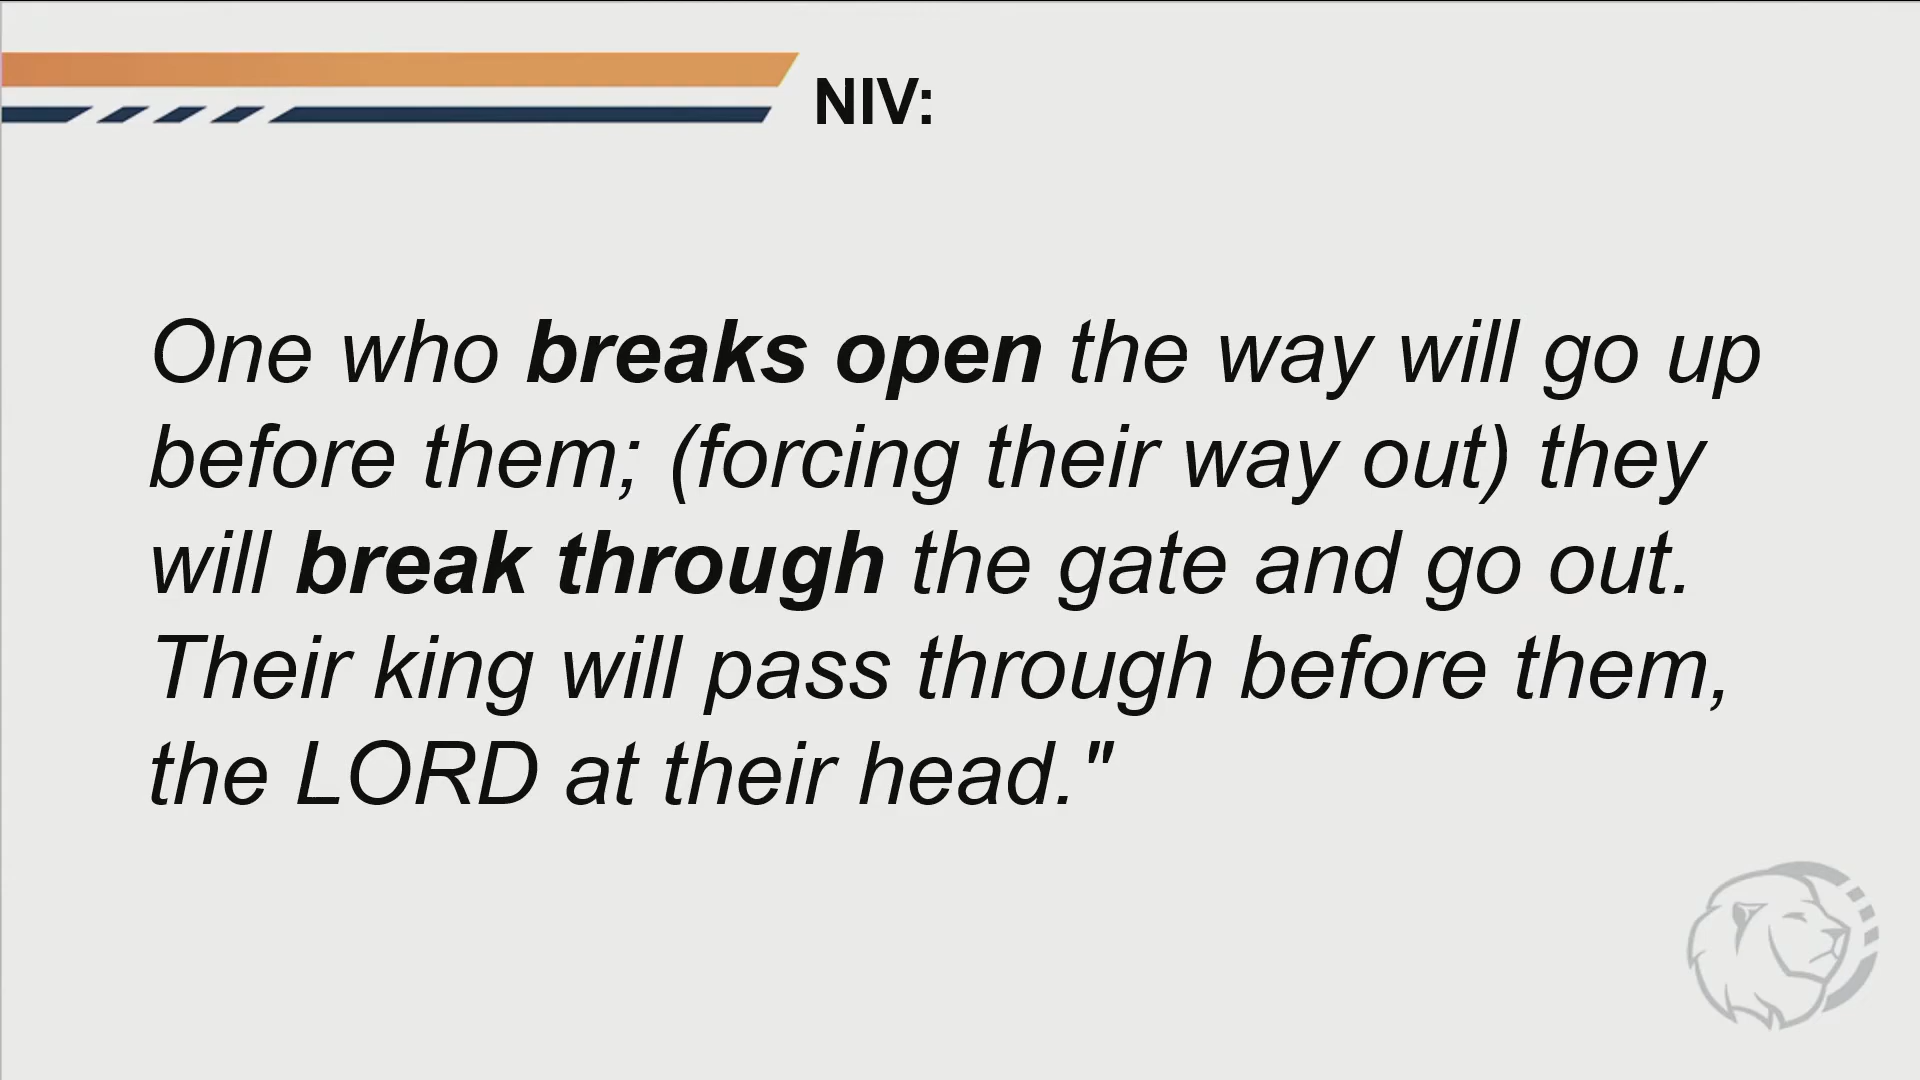 NIV:
One who breaks open the way will go up
before them; (forcing their way out) they
will break through the gate and go out.
Their king will pass through before them,
the LORD at their head."